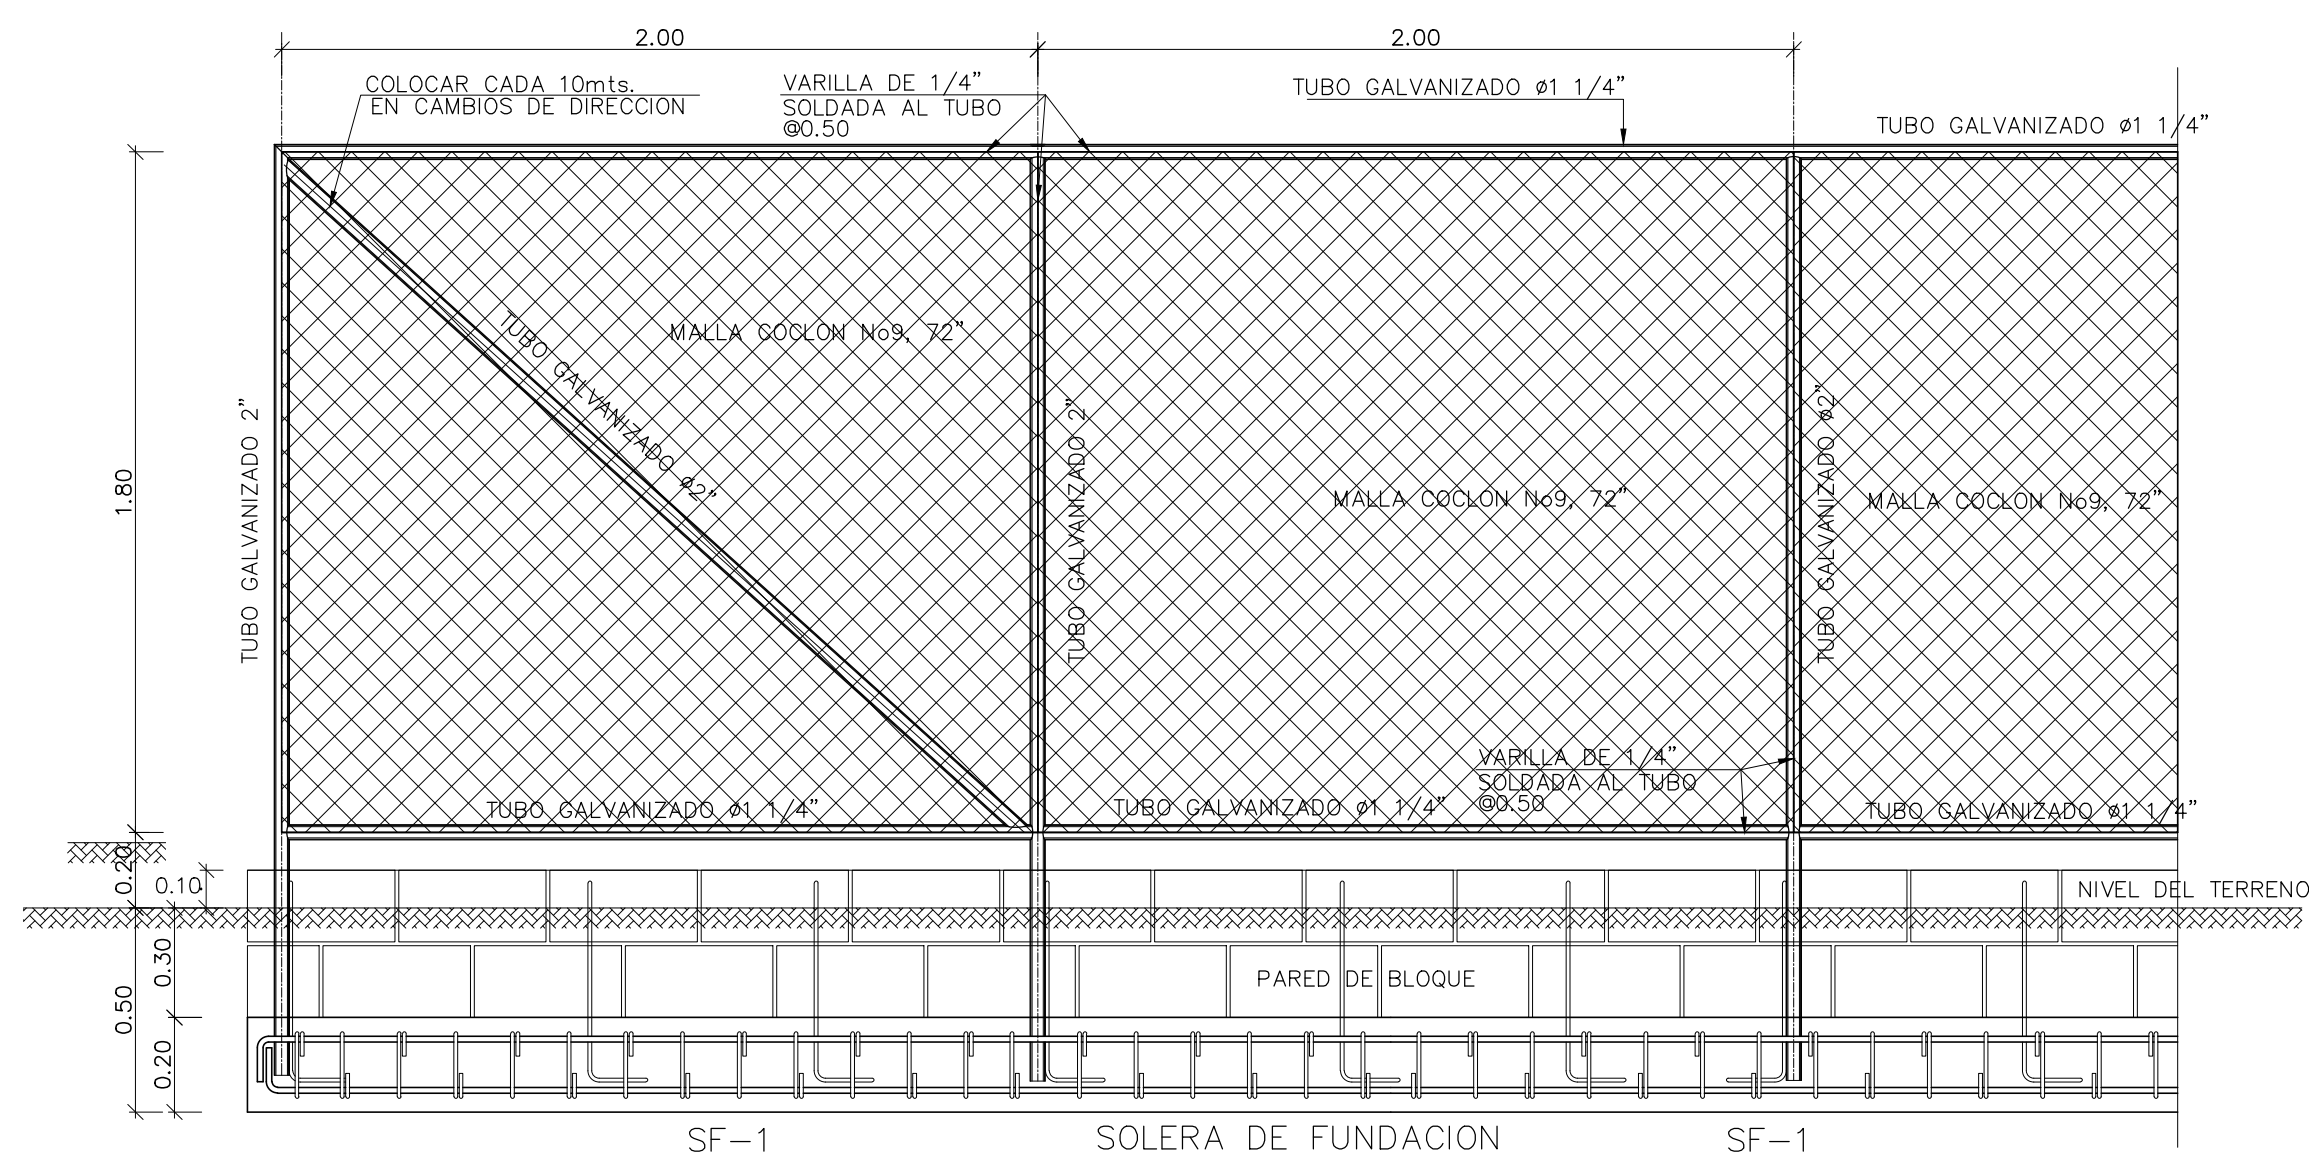 2.00
2.00
COLOCAR CADA 10mts.
EN CAMBIOS DE DIRECCION
VARILLA DE 1/4”
SOLDADA AL TUBO
@0.50
TUBO GALVANIZADO ø1 1/4”
TUBO GALVANIZADO ø1 1/4”
MALLA COCLON No9, 72”
TUBO GALVANIZADO ø2”
TUBO GALVANIZADO 2”
1.80
TUBO GALVANIZADO 2”
MALLA COCLON No9, 72”
TUBO GALVANIZADO ø2”
MALLA COCLON No9, 72”
VARILLA DE 1/4”
SOLDADA AL TUBO
@0.50
TUBO GALVANIZADO ø1 1/4”
TUBO GALVANIZADO ø1 1/4”
TUBO GALVANIZADO ø1 1/4”
0.20
0.10
NIVEL DEL TERRENO
0.30
0.50
PARED DE BLOQUE
0.20
SF-1
SOLERA DE FUNDACION
SF-1